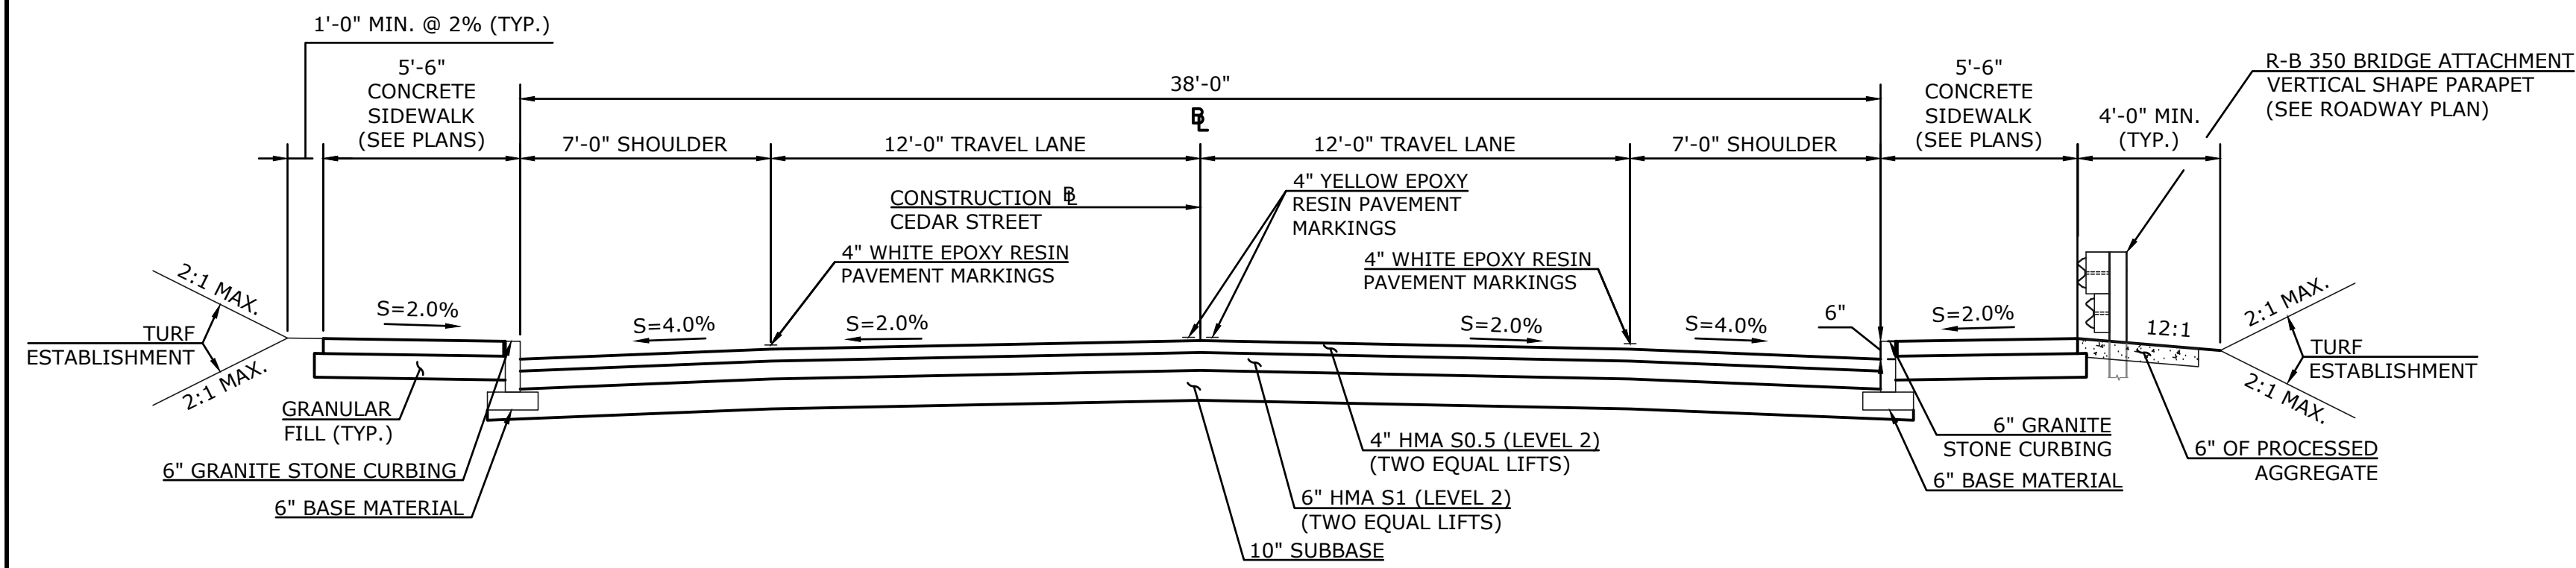 1'-0" MIN. @ 2% (TYP.)
5'-6"
CONCRETE
SIDEWALK
(SEE PLANS)
38'-0"
BL
7'-0" SHOULDER
12'-0" TRAVEL LANE
12'-0" TRAVEL LANE
7'-0" SHOULDER
5'-6"
CONCRETE
SIDEWALK
(SEE PLANS)
4'-0" MIN.
(TYP.)
R-B 350 BRIDGE ATTACHMENT
VERTICAL SHAPE PARAPET
(SEE ROADWAY PLAN)
CONSTRUCTION BL
CEDAR STREET
4" YELLOW EPOXY
RESIN PAVEMENT
MARKINGS
4" WHITE EPOXY RESIN
PAVEMENT MARKINGS
4" WHITE EPOXY RESIN
PAVEMENT MARKINGS
2:1 MAX.
TURF
ESTABLISHMENT
2:1 MAX.
S=2.0%
S=4.0%
S=2.0%
S=2.0%
S=4.0%
6"
S=2.0%
12:1
2:1 MAX.
TURF
ESTABLISHMENT
2:1 MAX.
GRANULAR
FILL (TYP.)
6" GRANITE STONE CURBING
6" BASE MATERIAL
4" HMA S0.5 (LEVEL 2)
(TWO EQUAL LIFTS)
6" HMA S1 (LEVEL 2)
(TWO EQUAL LIFTS)
10" SUBBASE
6" GRANITE
STONE CURBING
6" BASE MATERIAL
6" OF PROCESSED
AGGREGATE